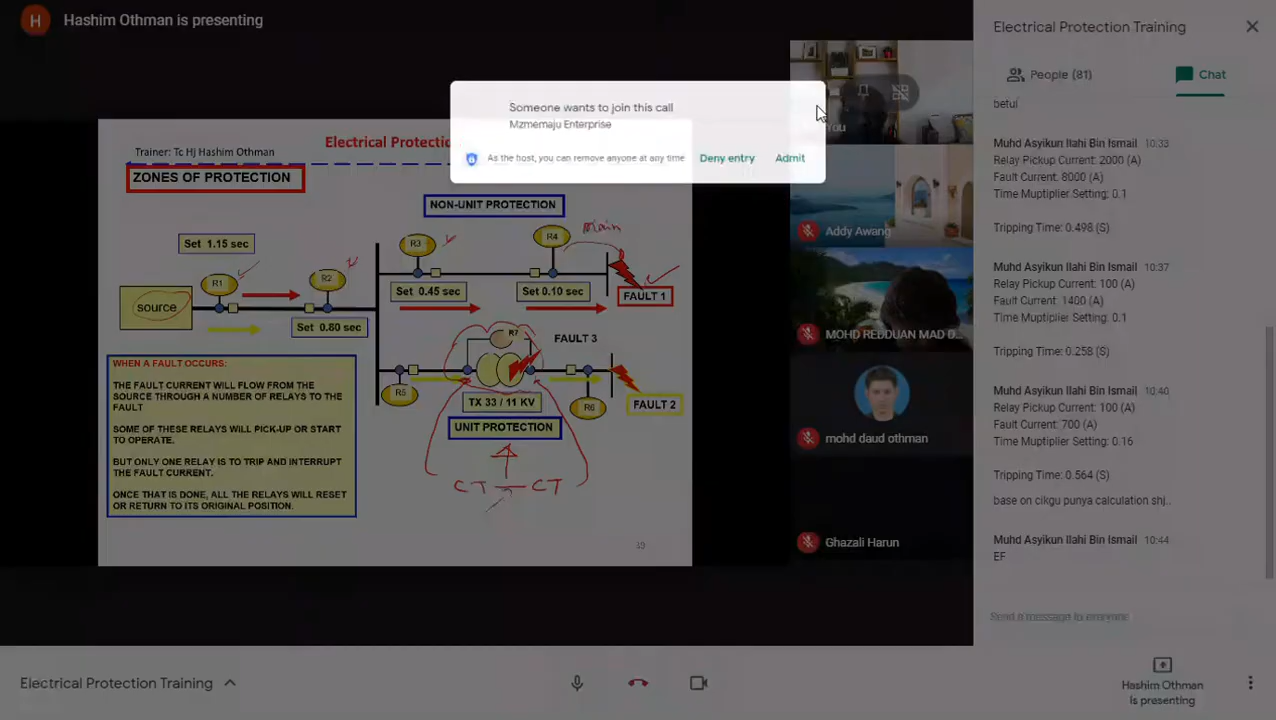 H
Hashim Othman is presenting
Electrical Protection Training
People (81)
Chat
betul
Muhd Asyikun Ilahi Bin Ismail 10:33
Relay Pickup Current: 2000 (A)
Fault Current: 8000 (A)
Time Muptiplier Setting: 0.1
Tripping Time: 0.498 (S)
Muhd Asyikun Ilahi Bin Ismail 10:37
Relay Pickup Current: 100 (A)
Fault Current: 1400 (A)
Time Muptiplier Setting: 0.1
Tripping Time: 0.258 (S)
Muhd Asyikun Ilahi Bin Ismail 10:40
Relay Pickup Current: 100 (A)
Fault Current: 700 (A)
Time Muptiplier Setting: 0.16
Tripping Time: 0.564 (S)
base on cikgu punya calculation shj..
Muhd Asyikun Ilahi Bin Ismail 10:44
EF
Send a message to everyone
Someone wants to join this call
Mzmemaju Enterprise
As the host, you can remove anyone at any time
Deny entry
Admit
You
Addy Awang
MOHD REDDUAN MAD D...
mohd daud othman
Ghazali Harun
Trainer: Tc HJ Hashim Othman
Electrical Protectio
ZONES OF PROTECTION
NON-UNIT PROTECTION
Main
Set 1.15 sec
R1
R2
R3
R4
source
Set 0.80 sec
Set 0.45 sec
Set 0.10 sec
FAULT 1
R7
FAULT 3
R5
TX 33 / 11 KV
R6
FAULT 2
UNIT PROTECTION
CT
CT
WHEN A FAULT OCCURS:
THE FAULT CURRENT WILL FLOW FROM THE
SOURCE THROUGH A NUMBER OF RELAYS TO THE
FAULT
SOME OF THESE RELAYS WILL PICK-UP OR START
TO OPERATE.
BUT ONLY ONE RELAY IS TO TRIP AND INTERRUPT
THE FAULT CURRENT.
ONCE THAT IS DONE, ALL THE RELAYS WILL RESET
OR RETURN TO ITS ORIGINAL POSITION.
Electrical Protection Training
Hashim Othman
is presenting